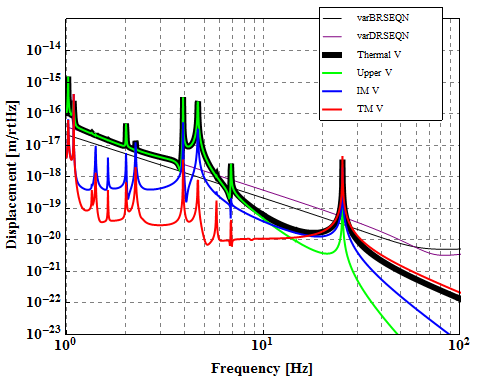 varBRSEQN
varDRSEQN
Thermal V
Upper V
IM V
TM V
10-14
10-15
10-16
10-17
10-18
10-19
10-20
10-21
10-22
10-23
Displacement [m/rtHz]
100
101
102
Frequency [Hz]